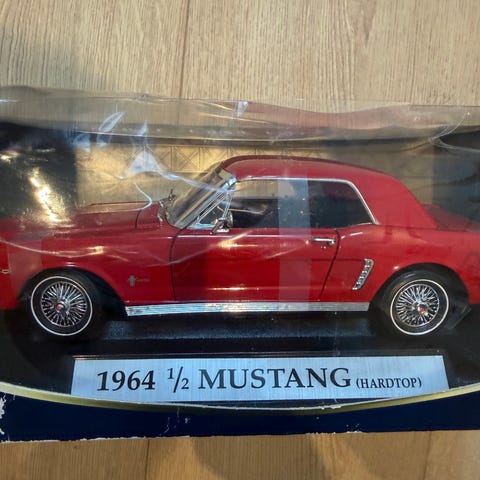 1964 ½ MUSTANG (HARDTOP)